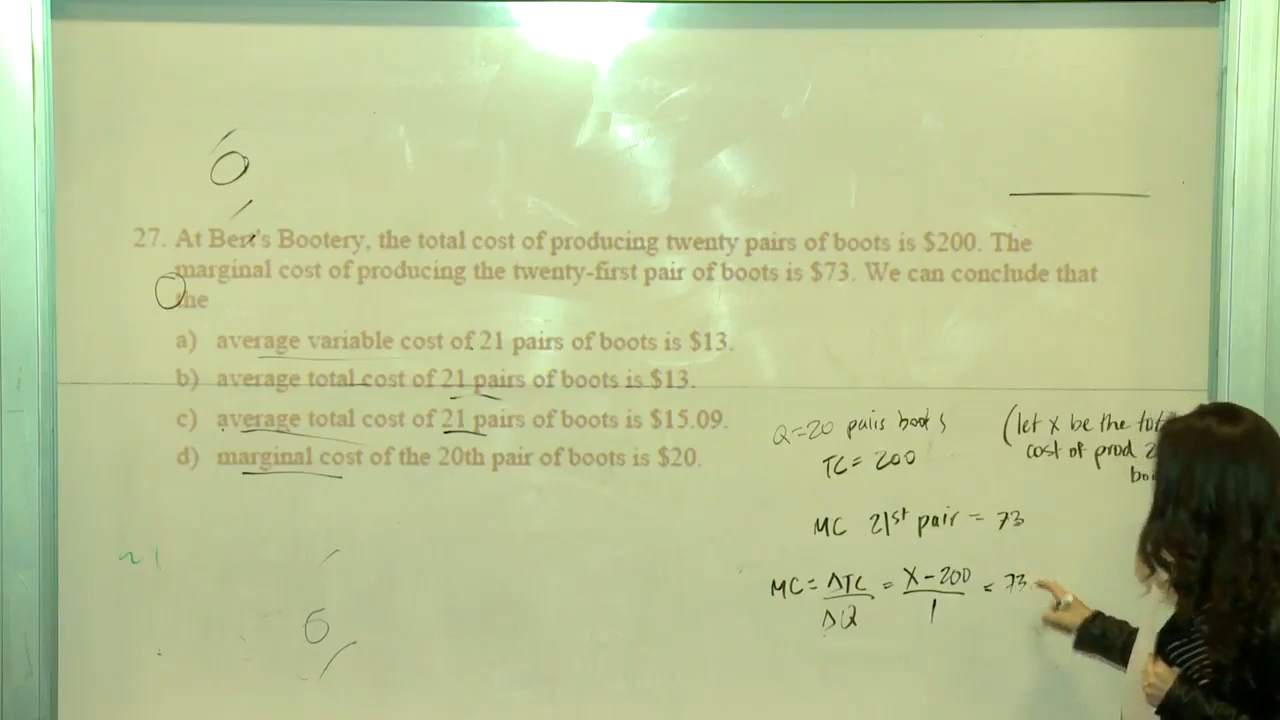 27. At Bert's Bootery, the total cost of producing twenty pairs of boots is $200. The
marginal cost of producing the twenty-first pair of boots is $73. We can conclude that
the
a) average variable cost of 21 pairs of boots is $13.
b) average total cost of 21 pairs of boots is $13.
c) average total cost of 21 pairs of boots is $15.09.
d) marginal cost of the 20th pair of boots is $20.
Q=20 pairs boots
TC = 200
(let x be the
cost of prod
MC 21st pair = 73
MC = ΔTC/ΔQ = X - 200/1 = 73